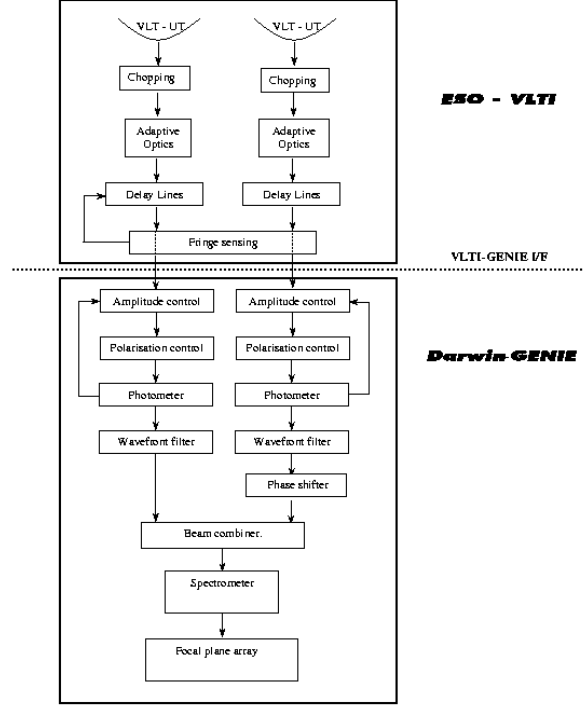 VLT - UT VLT - UT
Chopping Chopping
ESO - VLTI
Adaptive Optics Adaptive Optics
Delay Lines Delay Lines
Fringe sensing
VLTI-GENIE I/F
Amplitude control Amplitude control
Polarisation control Polarisation control
Darwin-GENIE
Photometer Photometer
Wavefront filter Wavefront filter
Phase shifter
Beam combiner.
Spectrometer
Focal plane array